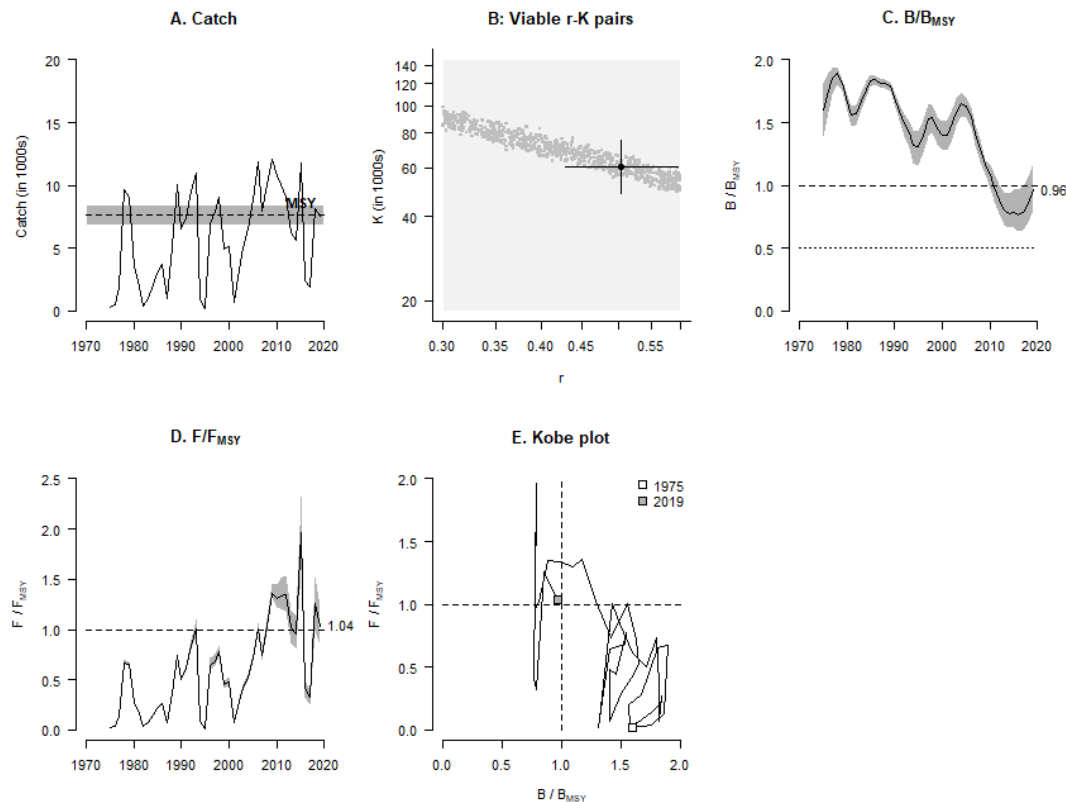 A. Catch
Catch (in 1000s)
20
15
10
5
0
MSY
1970 1980 1990 2000 2010 2020
B: Viable r-K pairs
K (in 1000s)
140
120
100
80
60
40
20
0.30 0.35 0.40 0.45 0.55
r
C. B/BMSY
B / BMSY
2.0
1.5
1.0
0.5
0.0
0.96
1970 1980 1990 2000 2010 2020
D. F/FMSY
F / FMSY
2.5
2.0
1.5
1.0
0.5
0.0
1.04
1970 1980 1990 2000 2010 2020
E. Kobe plot
F / FMSY
2.0
1.5
1.0
0.5
0.0
1975
2019
0.0 0.5 1.0 1.5 2.0
B / BMSY